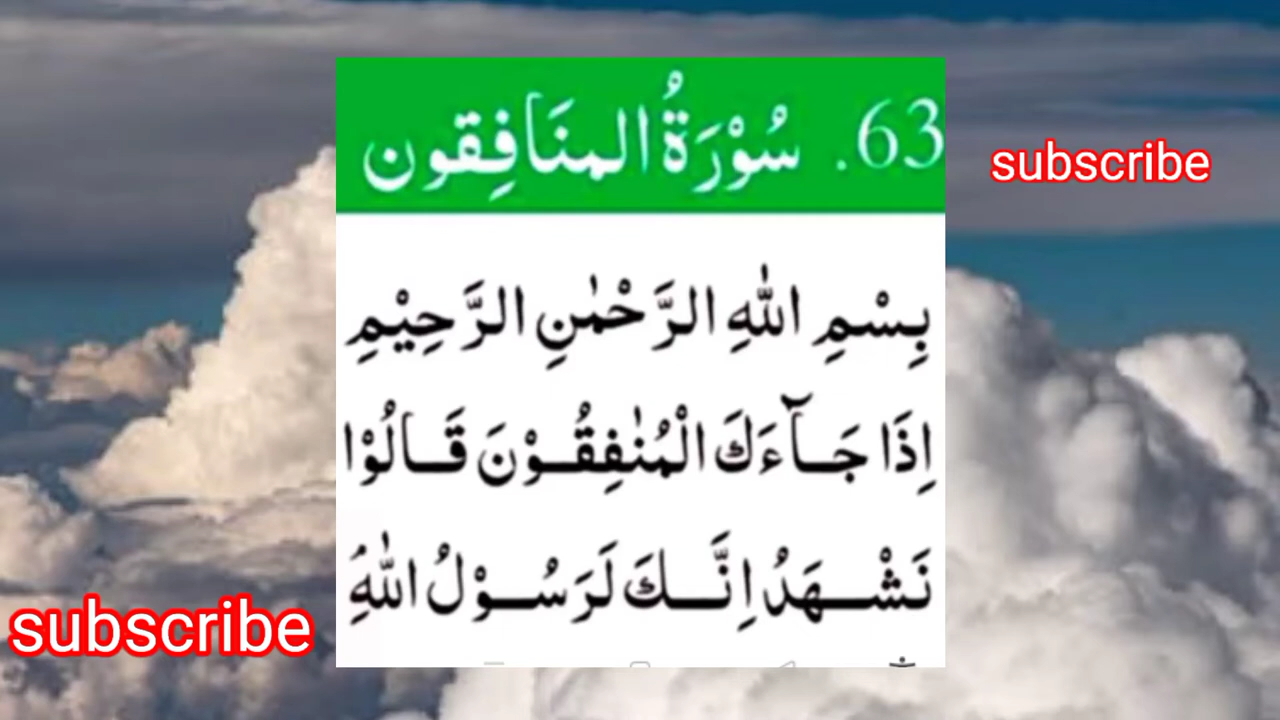 63. سُوْرَةُ المنَافِقون
subscribe
بِسْمِ اللّٰهِ الرَّحْمٰنِ الرَّحِيْمِ
اِذَا جَآءَكَ الْمُنٰفِقُوْنَ قَالُوْا
نَشْهَدُ اِنَّكَ لَرَسُوْلُ اللّٰهِ
subscribe